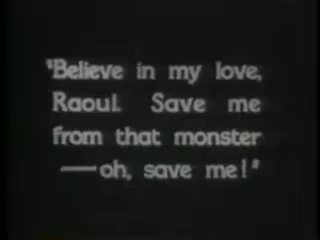 "Believe in my love,
Raoul. Save me
from that monster
—oh, save me!"